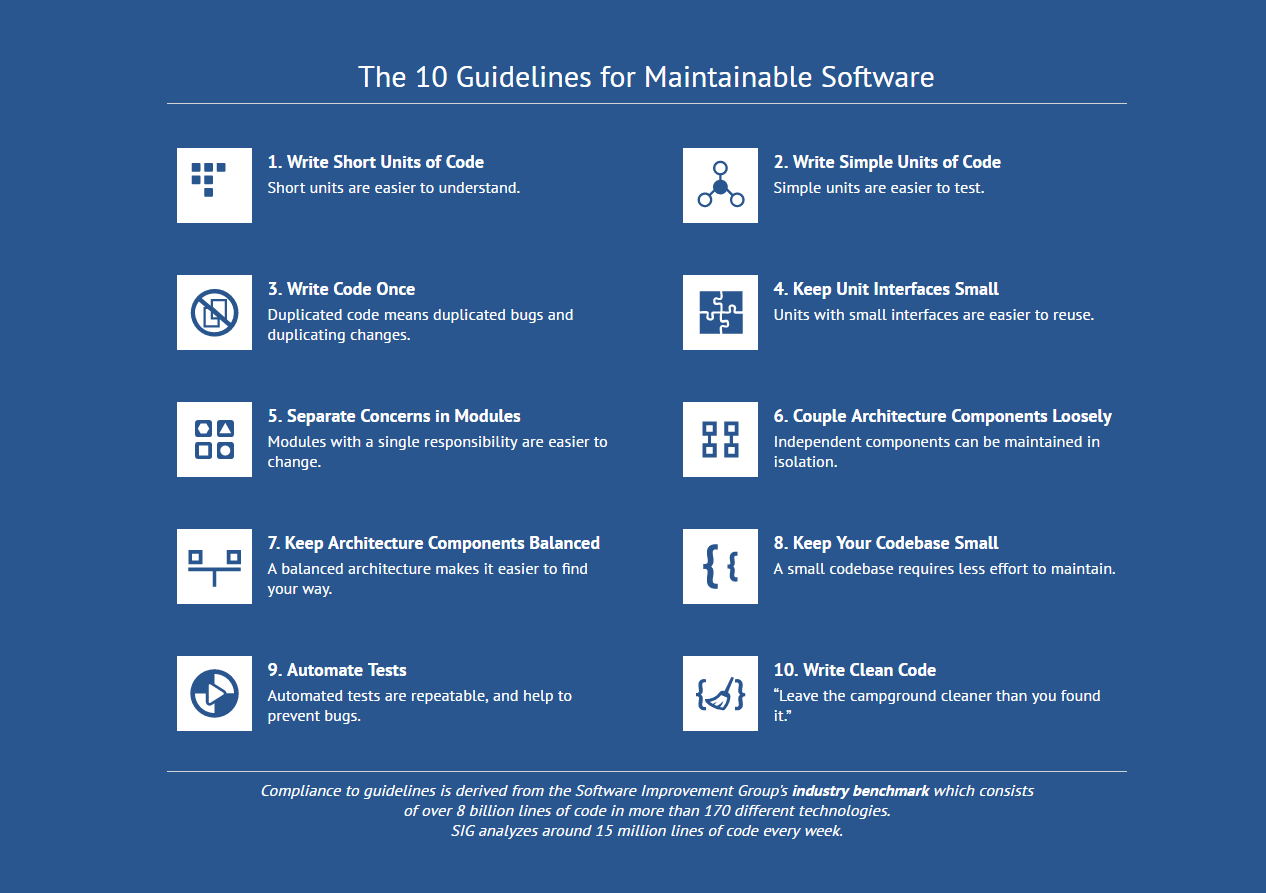 The 10 Guidelines for Maintainable Software
1. Write Short Units of Code
Short units are easier to understand.
2. Write Simple Units of Code
Simple units are easier to test.
3. Write Code Once
Duplicated code means duplicated bugs and
duplicating changes.
4. Keep Unit Interfaces Small
Units with small interfaces are easier to reuse.
5. Separate Concerns in Modules
Modules with a single responsibility are easier to
change.
6. Couple Architecture Components Loosely
Independent components can be maintained in
isolation.
7. Keep Architecture Components Balanced
A balanced architecture makes it easier to find
your way.
8. Keep Your Codebase Small
A small codebase requires less effort to maintain.
9. Automate Tests
Automated tests are repeatable, and help to
prevent bugs.
10. Write Clean Code
“Leave the campground cleaner than you found
it.”
Compliance to guidelines is derived from the Software Improvement Group's industry benchmark which consists
of over 8 billion lines of code in more than 170 different technologies.
SIG analyzes around 15 million lines of code every week.